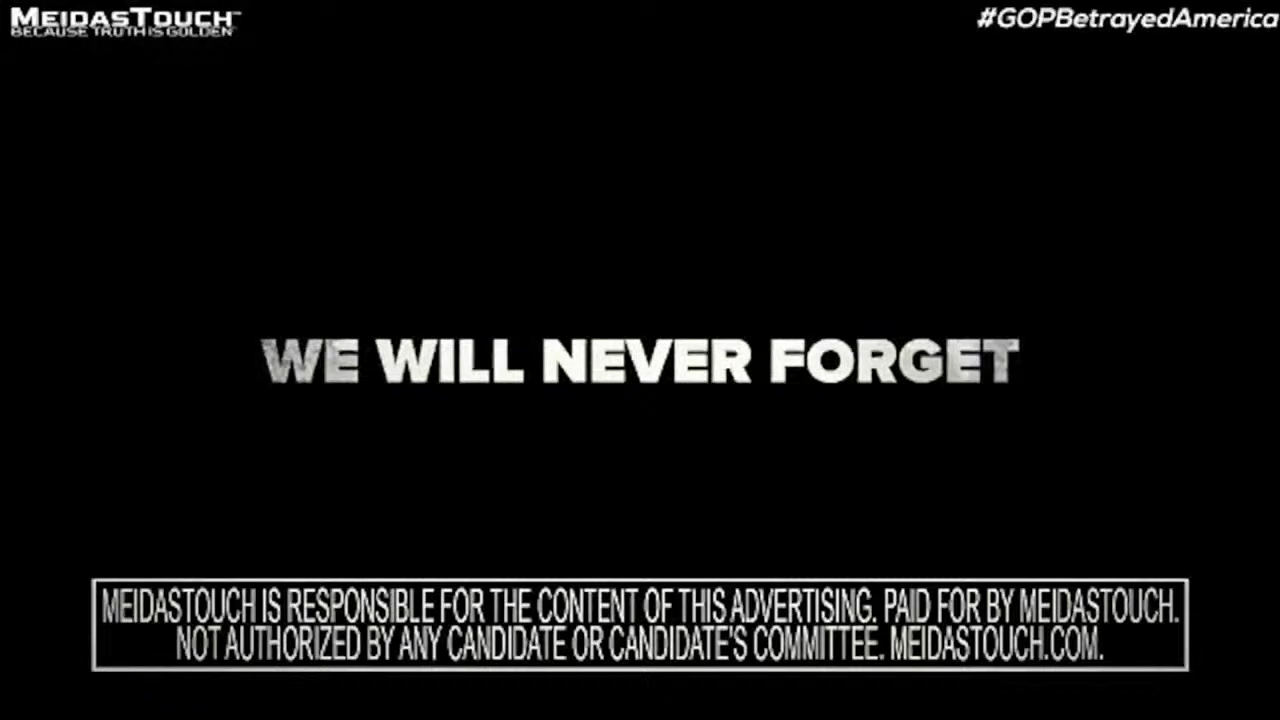 MEIDASTOUCH™
BECAUSE TRUTH IS GOLDEN
#GOPBetrayedAmerica
WE WILL NEVER FORGET
MEIDASTOUCH IS RESPONSIBLE FOR THE CONTENT OF THIS ADVERTISING. PAID FOR BY MEIDASTOUCH.
NOT AUTHORIZED BY ANY CANDIDATE OR CANDIDATE'S COMMITTEE. MEIDASTOUCH.COM.